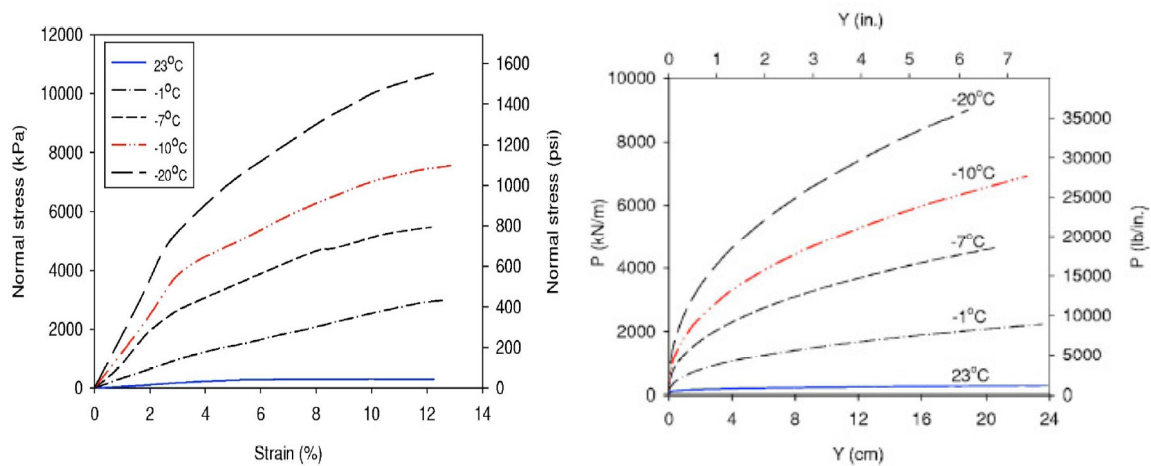 12000
10000
8000
6000
4000
2000
0
Normal stress (kPa)
23°C
-1°C
-7°C
-10°C
-20°C
1600
1400
1200
1000
800
600
400
200
0
Normal stress (psi)
0 2 4 6 8 10 12 14
Strain (%)
Y (in.)
0 1 2 3 4 5 6 7
10000
8000
6000
4000
2000
0
P (kN/m)
-20°C
-10°C
-7°C
-1°C
23°C
35000
30000
25000
20000
15000
10000
5000
0
P (lb/in.)
0 4 8 12 16 20 24
Y (cm)